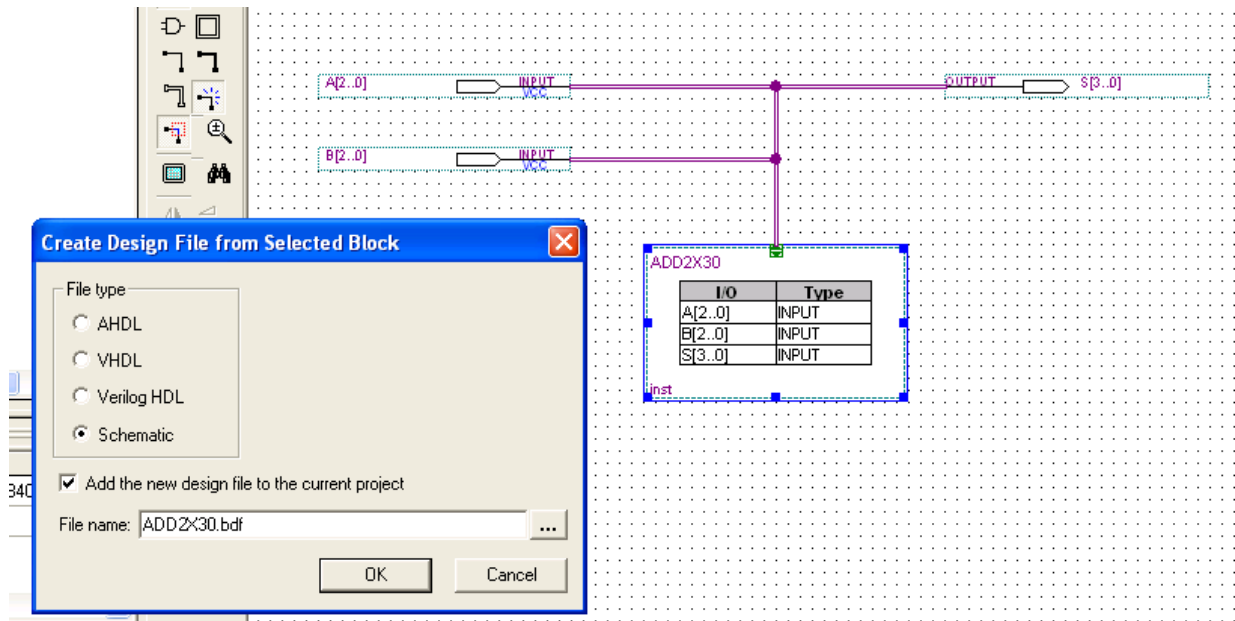 A[2..0] INPUT VCC OUTPUT S[3..0]
B[2..0] INPUT VCC
Create Design File from Selected Block
File type
AHDL
VHDL
Verilog HDL
Schematic
Add the new design file to the current project
File name: ADD2X30.bdf ...
OK Cancel
ADD2X30
I/O Type
A[2..0] INPUT
B[2..0] INPUT
S[3..0] INPUT
inst